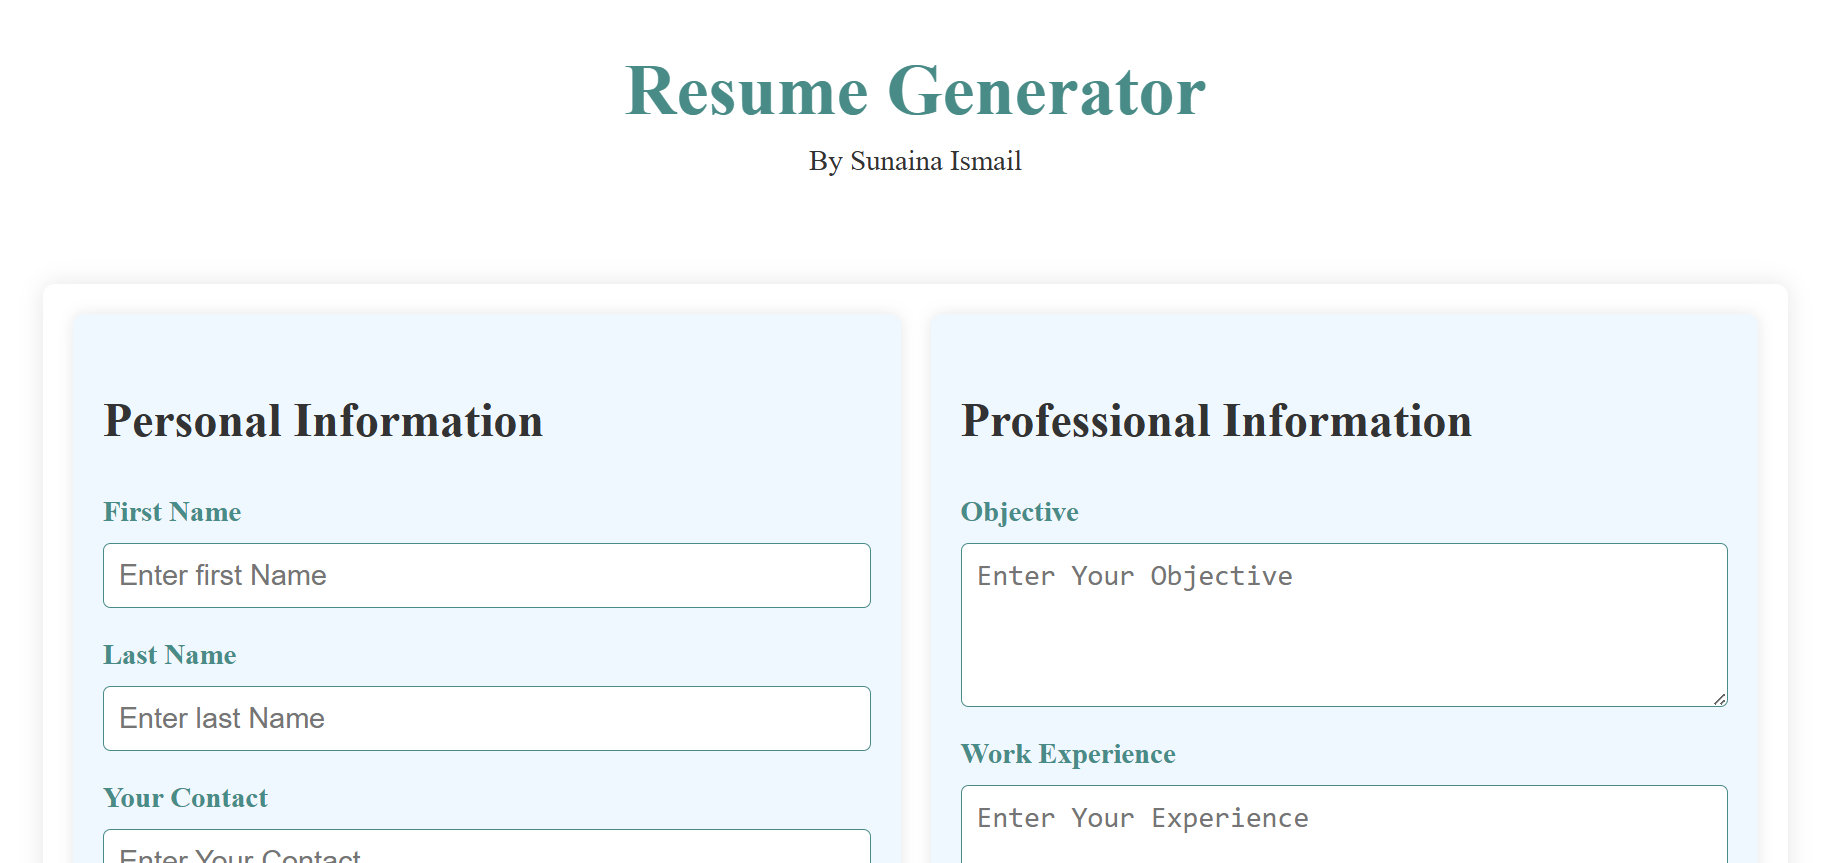 Resume Generator
By Sunaina Ismail
Personal Information
First Name
Enter first Name
Last Name
Enter last Name
Your Contact
Enter Your Contact
Professional Information
Objective
Enter Your Objective
Work Experience
Enter Your Experience